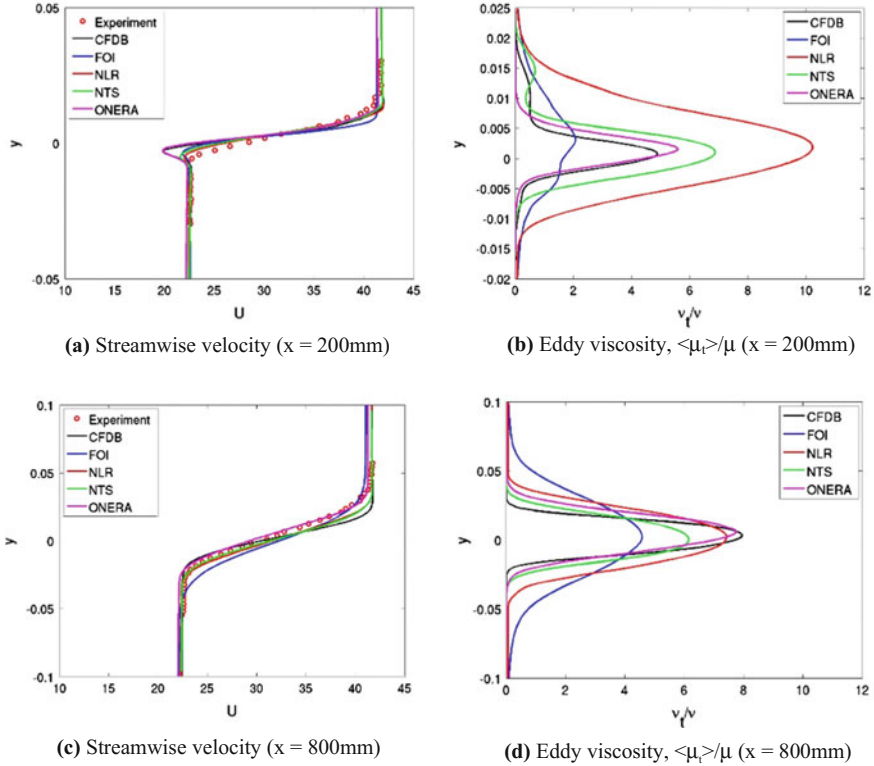 0.05
y
0
-0.05
10 15 20 25 30 35 40 45
U
Experiment
CFDB
FOI
NLR
NTS
ONERA
(a) Streamwise velocity (x = 200mm)
0.025
0.02
0.015
0.01
0.005
y
0
-0.005
-0.01
-0.015
-0.02
0 2 4 6 8 10 12
νt/ν
CFDB
FOI
NLR
NTS
ONERA
(b) Eddy viscosity, <μt>/μ (x = 200mm)
0.1
0.05
y
0
-0.05
-0.1
10 15 20 25 30 35 40 45
U
Experiment
CFDB
FOI
NLR
NTS
ONERA
(c) Streamwise velocity (x = 800mm)
0.1
0.05
y
0
-0.05
-0.1
0 2 4 6 8 10 12
νt/ν
CFDB
FOI
NLR
NTS
ONERA
(d) Eddy viscosity, <μt>/μ (x = 800mm)